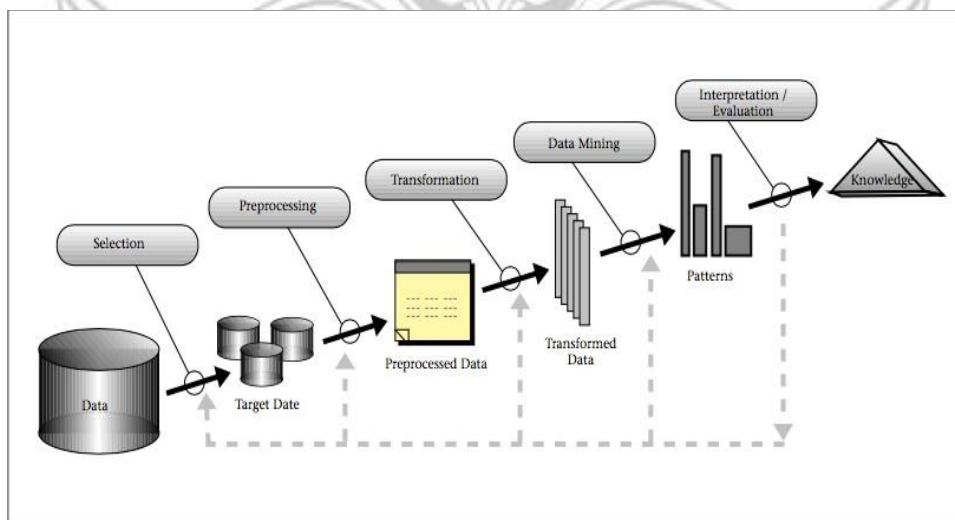 Interpretation /
Evaluation
Data Mining
Transformation
Preprocessing
Selection
Knowledge
Patterns
Transformed
Data
Preprocessed Data
Target Date
Data